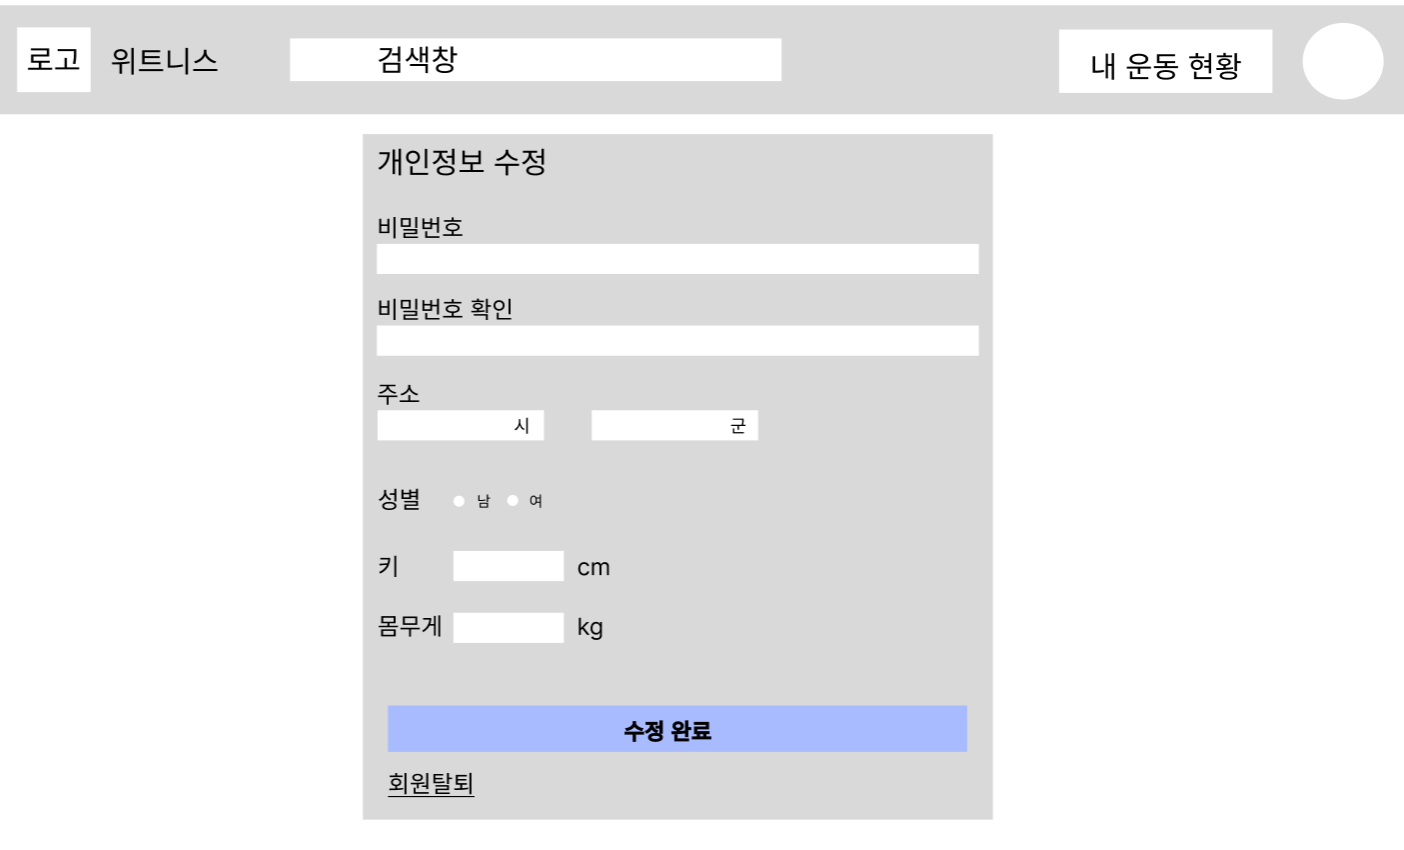 로고 위트니스 검색창 내 운동 현황
개인정보 수정
비밀번호
비밀번호 확인
주소
시 군
성별 남 여
키 cm
몸무게 kg
수정 완료
회원탈퇴